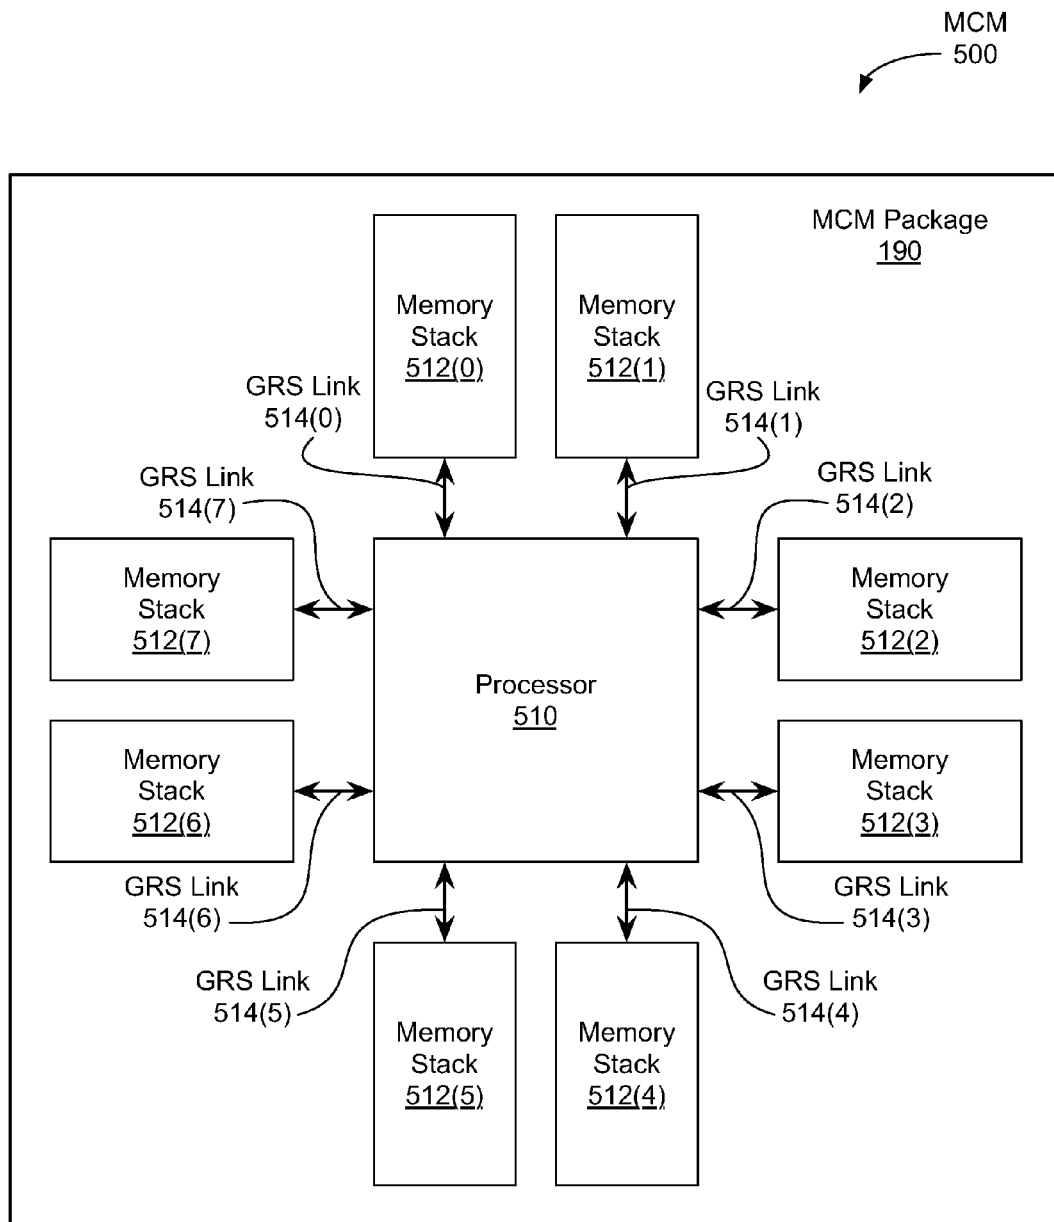 MCM
500
MCM Package
190
Memory
Stack
512(0)
Memory
Stack
512(1)
GRS Link
514(0)
GRS Link
514(1)
GRS Link
514(7)
GRS Link
514(2)
Memory
Stack
512(7)
Memory
Stack
512(2)
Processor
510
Memory
Stack
512(6)
Memory
Stack
512(3)
GRS Link
514(6)
GRS Link
514(3)
GRS Link
514(5)
GRS Link
514(4)
Memory
Stack
512(5)
Memory
Stack
512(4)